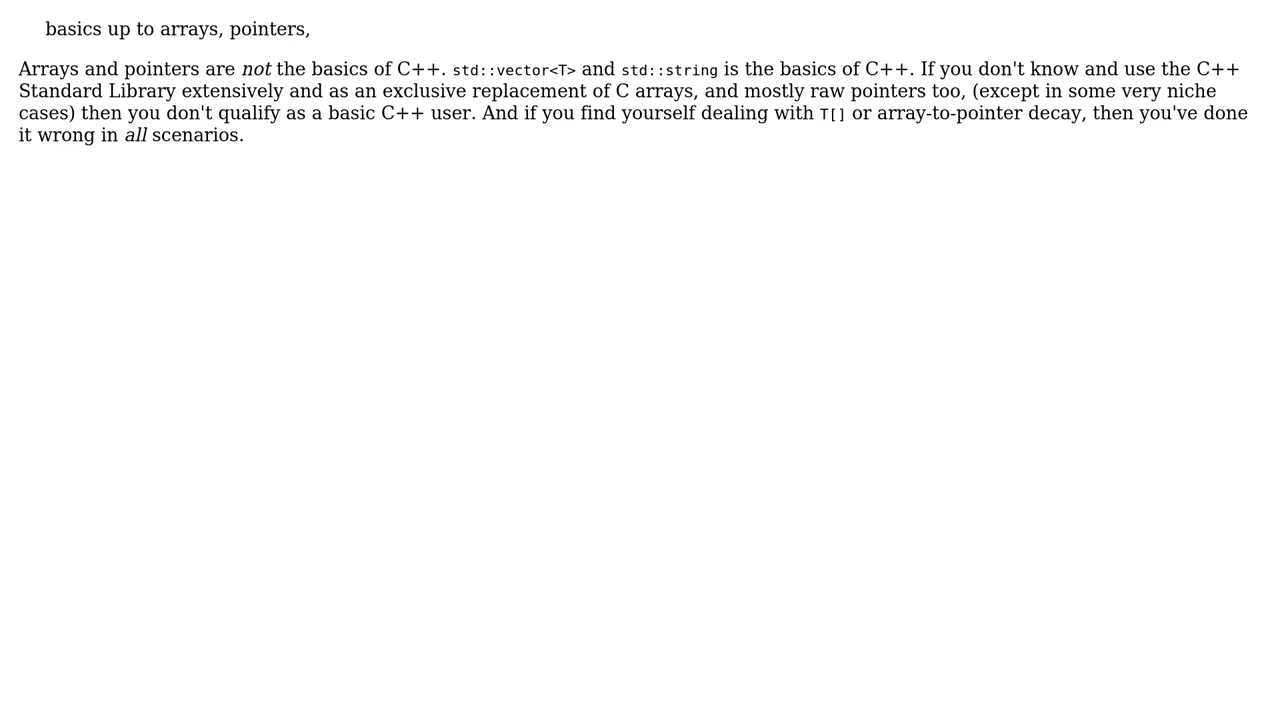 basics up to arrays, pointers,
Arrays and pointers are not the basics of C++. std::vector<T> and std::string is the basics of C++. If you don't know and use the C++
Standard Library extensively and as an exclusive replacement of C arrays, and mostly raw pointers too, (except in some very niche
cases) then you don't qualify as a basic C++ user. And if you find yourself dealing with T[] or array-to-pointer decay, then you've done
it wrong in all scenarios.